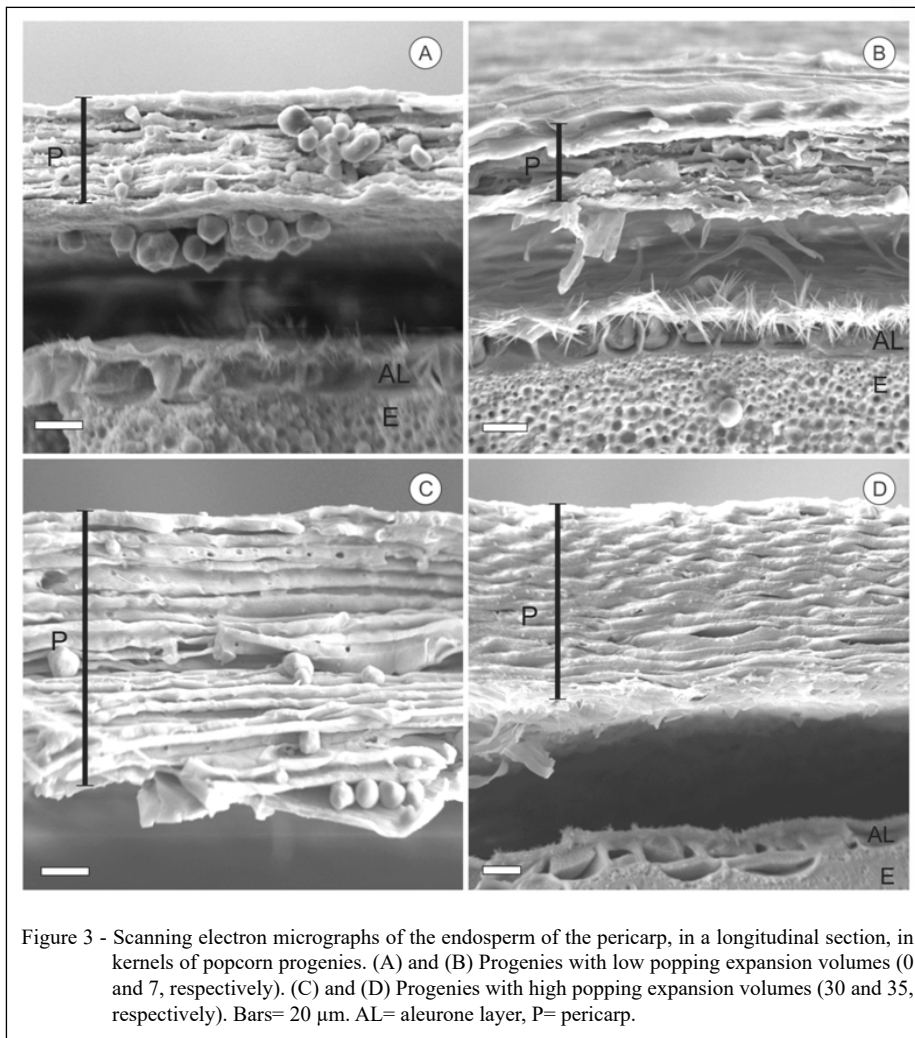 A
P
AL
E
B
P
AL
E
C
P
D
P
AL
E
Figure 3 - Scanning electron micrographs of the endosperm of the pericarp, in a longitudinal section, in
kernels of popcorn progenies. (A) and (B) Progenies with low popping expansion volumes (0
and 7, respectively). (C) and (D) Progenies with high popping expansion volumes (30 and 35,
respectively). Bars= 20 μm. AL= aleurone layer, P= pericarp.